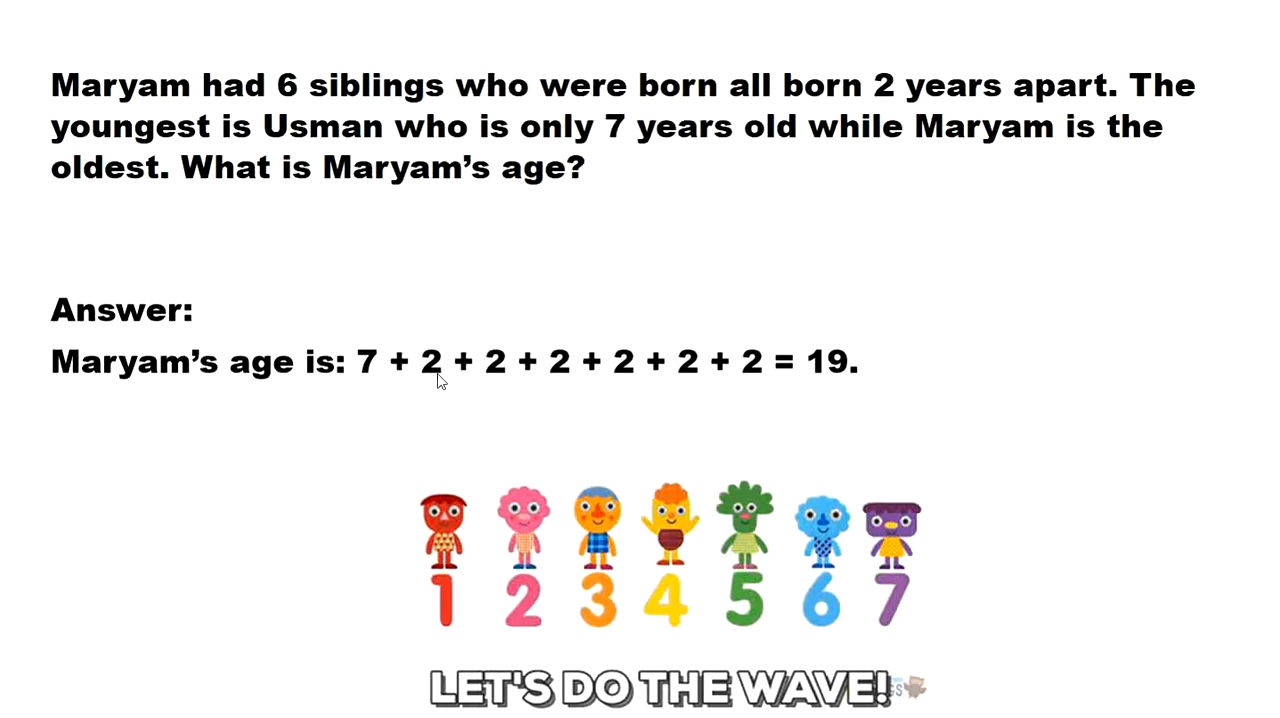 Maryam had 6 siblings who were born all born 2 years apart. The
youngest is Usman who is only 7 years old while Maryam is the
oldest. What is Maryam’s age?
Answer:
Maryam’s age is: 7 + 2 + 2 + 2 + 2 + 2 + 2 = 19.
1 2 3 4 5 6 7
LET'S DO THE WAVE!